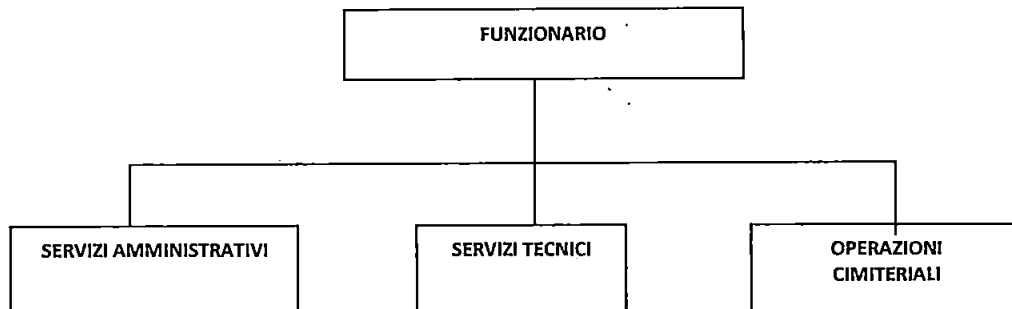 FUNZIONARIO
SERVIZI AMMINISTRATIVI
SERVIZI TECNICI
OPERAZIONI
CIMITERIALI